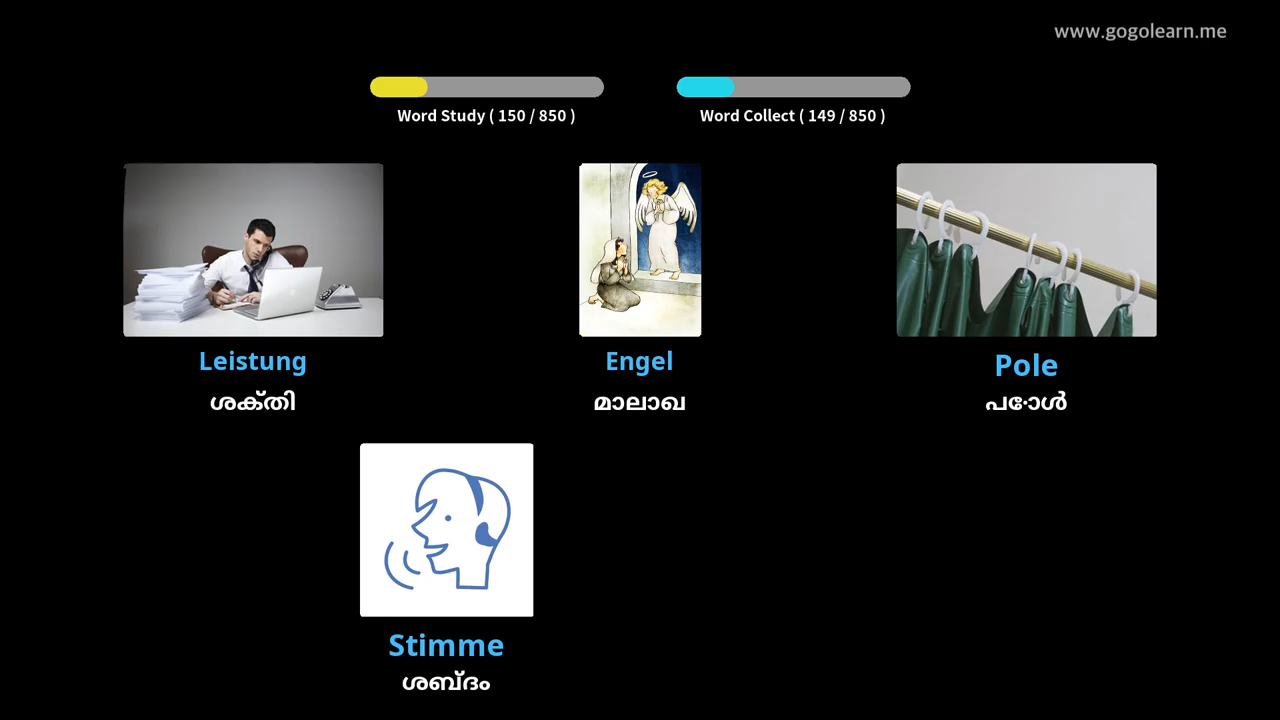 www.gogolearn.me
Word Study ( 150 / 850 )
Word Collect ( 149 / 850 )
Leistung
ശക്തി
Engel
മാലാഖ
Pole
പോൾ
Stimme
ശബ്ദം